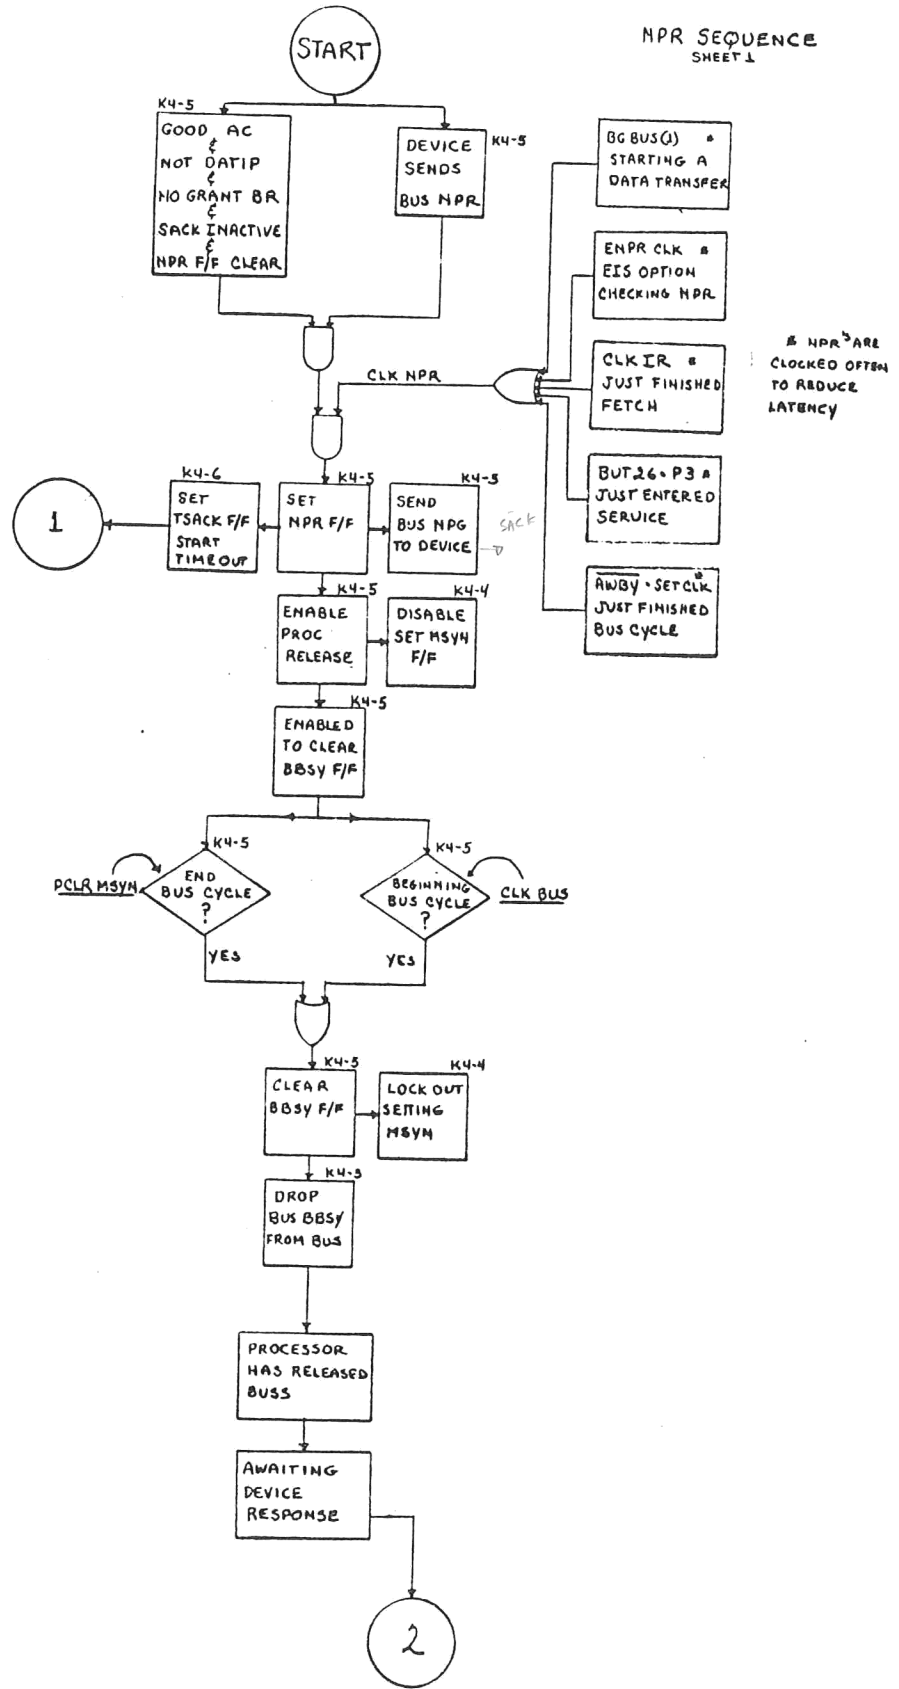 NPR SEQUENCE
SHEET 1
START
K4-5
GOOD AC
&
NOT DATIP
&
NO GRANT BR
&
SACK INACTIVE
&
NPR F/F CLEAR
K4-5
DEVICE
SENDS
BUS NPR
BG BUS(1) *
STARTING A
DATA TRANSFER
ENPR CLK *
EIS OPTION
CHECKING NPR
CLK IR *
JUST FINISHED
FETCH
BUT 26 • P3 *
JUST ENTERED
SERVICE
AWBY • SET CLK *
JUST FINISHED
BUS CYCLE
* NPR'S ARE
CLOCKED OFTEN
TO REDUCE
LATENCY
CLK NPR
K4-6
SET
TSACK F/F
START
TIMEOUT
1
K4-5
SET
NPR F/F
K4-3
SEND
BUS NPG
TO DEVICE
SACK
K4-5
ENABLE
PROC
RELEASE
K4-4
DISABLE
SET MSYN
F/F
K4-5
ENABLED
TO CLEAR
BBSY F/F
K4-5
END
BUS CYCLE
?
PCLR MSYN
YES
K4-5
BEGINNING
BUS CYCLE
?
CLK BUS
YES
K4-5
CLEAR
BBSY F/F
K4-4
LOCK OUT
SETTING
MSYN
K4-3
DROP
BUS BBSY
FROM BUS
PROCESSOR
HAS RELEASED
BUSS
AWAITING
DEVICE
RESPONSE
2